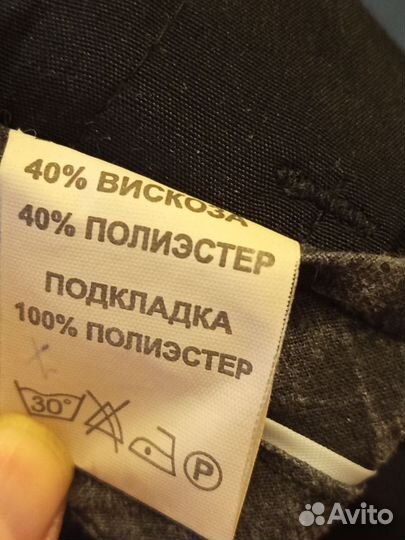 40% ВИСКОЗА
40% ПОЛИЭСТЕР
ПОДКЛАДКА
100% ПОЛИЭСТЕР
30°
P
Avito